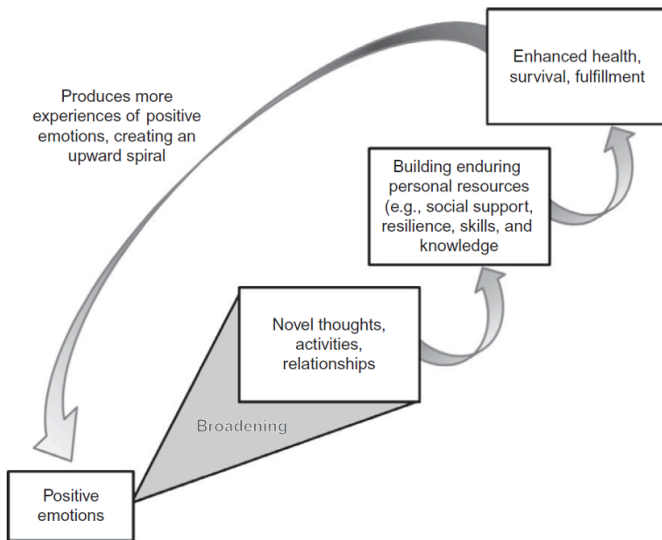 Enhanced health,
survival, fulfillment
Produces more
experiences of positive
emotions, creating an
upward spiral
Building enduring
personal resources
(e.g., social support,
resilience, skills, and
knowledge
Novel thoughts,
activities,
relationships
Broadening
Positive
emotions